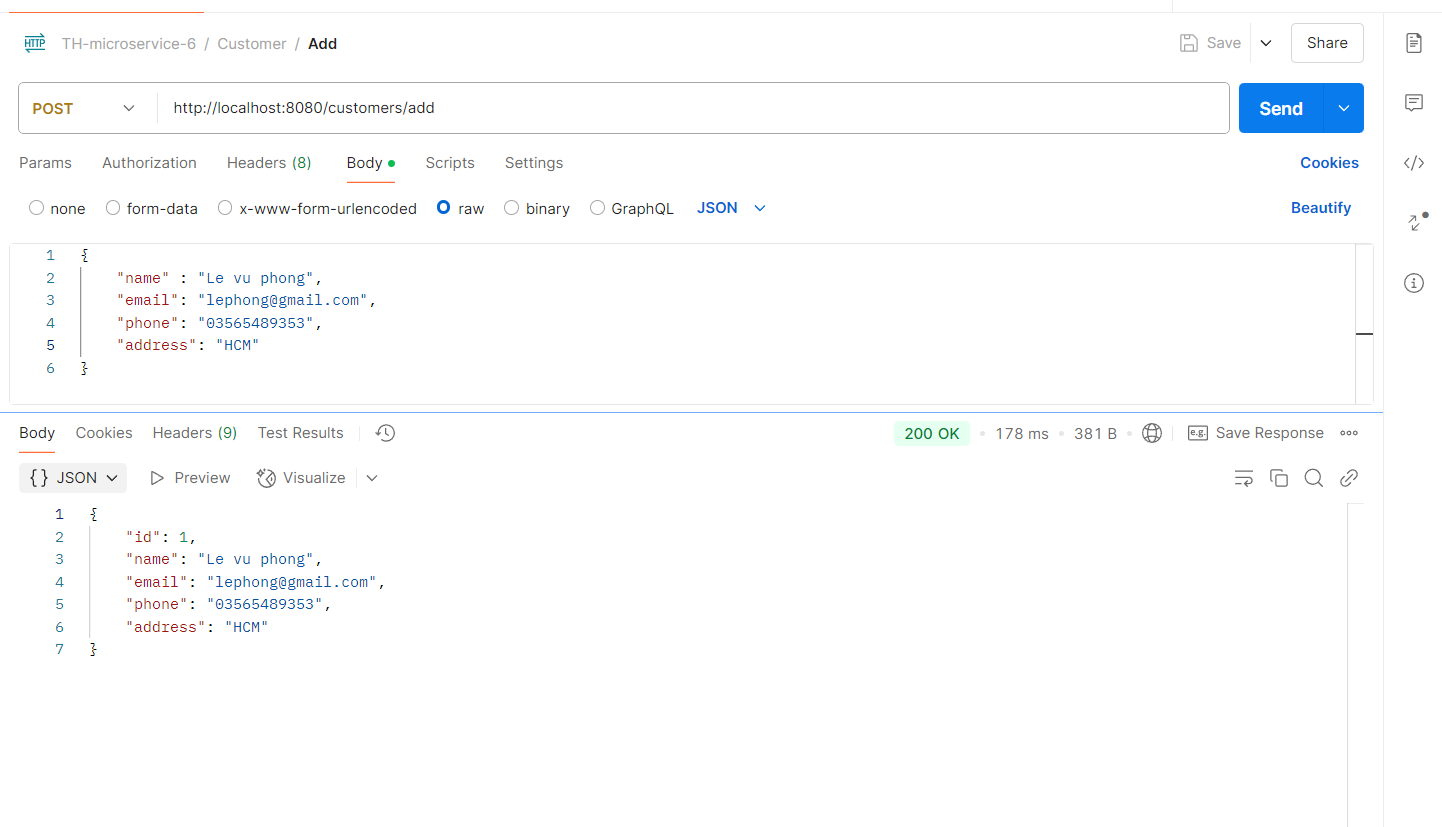 HTTP TH-microservice-6 / Customer / Add Save Share
POST http://localhost:8080/customers/add Send
Params Authorization Headers (8) Body Scripts Settings Cookies
none form-data x-www-form-urlencoded raw binary GraphQL JSON Beautify
1 {
2 "name" : "Le vu phong",
3 "email": "lephong@gmail.com",
4 "phone": "03565489353",
5 "address": "HCM"
6 }
Body Cookies Headers (9) Test Results 200 OK • 178 ms • 381 B • e.g. Save Response
{} JSON Preview Visualize
1 {
2 "id": 1,
3 "name": "Le vu phong",
4 "email": "lephong@gmail.com",
5 "phone": "03565489353",
6 "address": "HCM"
7 }